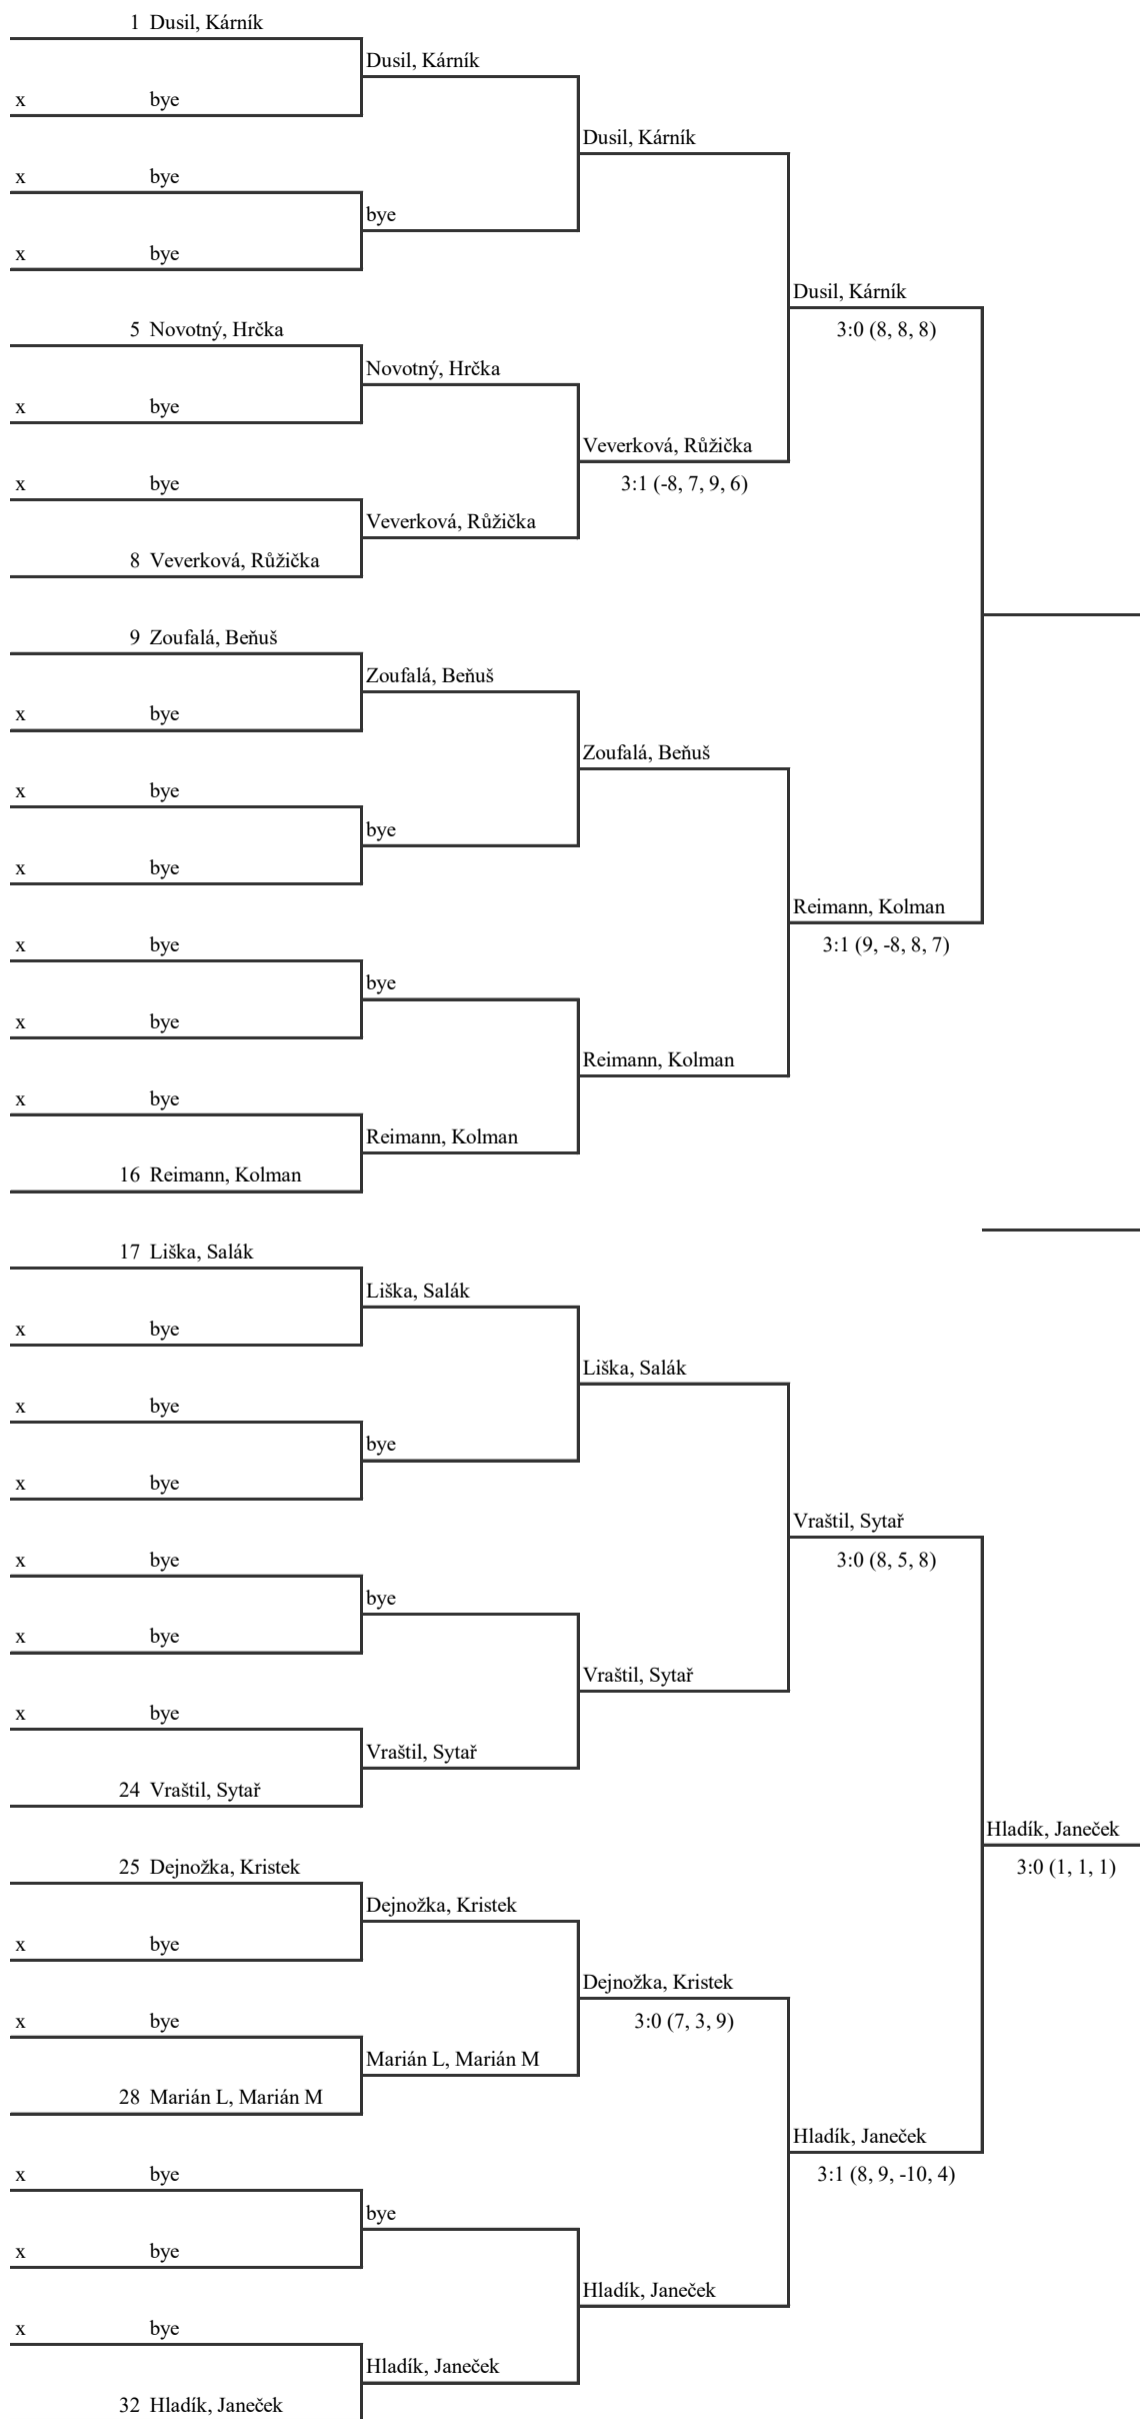 1 Dusil, Kárník
Dusil, Kárník
x bye
Dusil, Kárník
x bye
bye
x bye
Dusil, Kárník
5 Novotný, Hrčka
3:0 (8, 8, 8)
Novotný, Hrčka
x bye
Veverková, Růžička
x bye
3:1 (-8, 7, 9, 6)
Veverková, Růžička
8 Veverková, Růžička
9 Zoufalá, Beňuš
Zoufalá, Beňuš
x bye
Zoufalá, Beňuš
x bye
bye
x bye
Reimann, Kolman
x bye
3:1 (9, -8, 8, 7)
bye
x bye
Reimann, Kolman
x bye
Reimann, Kolman
16 Reimann, Kolman
17 Liška, Salák
Liška, Salák
x bye
Liška, Salák
x bye
bye
x bye
Vraštil, Sytař
x bye
3:0 (8, 5, 8)
bye
x bye
Vraštil, Sytař
x bye
Vraštil, Sytař
24 Vraštil, Sytař
Hladík, Janeček
25 Dejnožka, Kristek
3:0 (1, 1, 1)
Dejnožka, Kristek
x bye
Dejnožka, Kristek
x bye
3:0 (7, 3, 9)
Marián L, Marián M
28 Marián L, Marián M
Hladík, Janeček
x bye
3:1 (8, 9, -10, 4)
bye
x bye
Hladík, Janeček
x bye
Hladík, Janeček
32 Hladík, Janeček